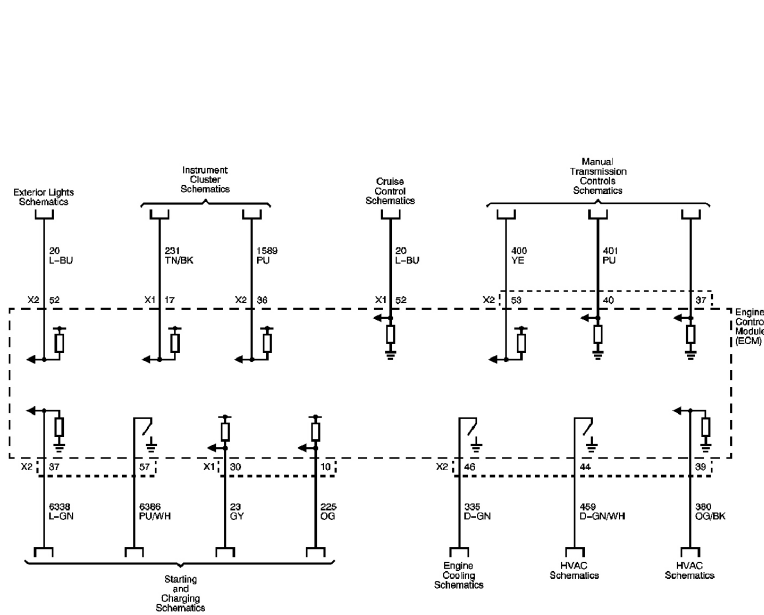 Exterior Lights
Schematics
Instrument
Cluster
Schematics
Cruise
Control
Schematics
Manual
Transmission
Controls
Schematics
20
L-BU
231
TN/BK
1589
PU
20
L-BU
400
YE
401
PU
X2 52
X1 17
X2 36
X1 52
X2 53
40
37
Engine
Control
Module
(ECM)
X2 37
57
X1 30
10
X2 46
44
39
6338
L-GN
6386
PU/WH
23
GY
225
OG
335
D-GN
459
D-GN/WH
380
OG/BK
Starting
and
Charging
Schematics
Engine
Cooling
Schematics
HVAC
Schematics
HVAC
Schematics